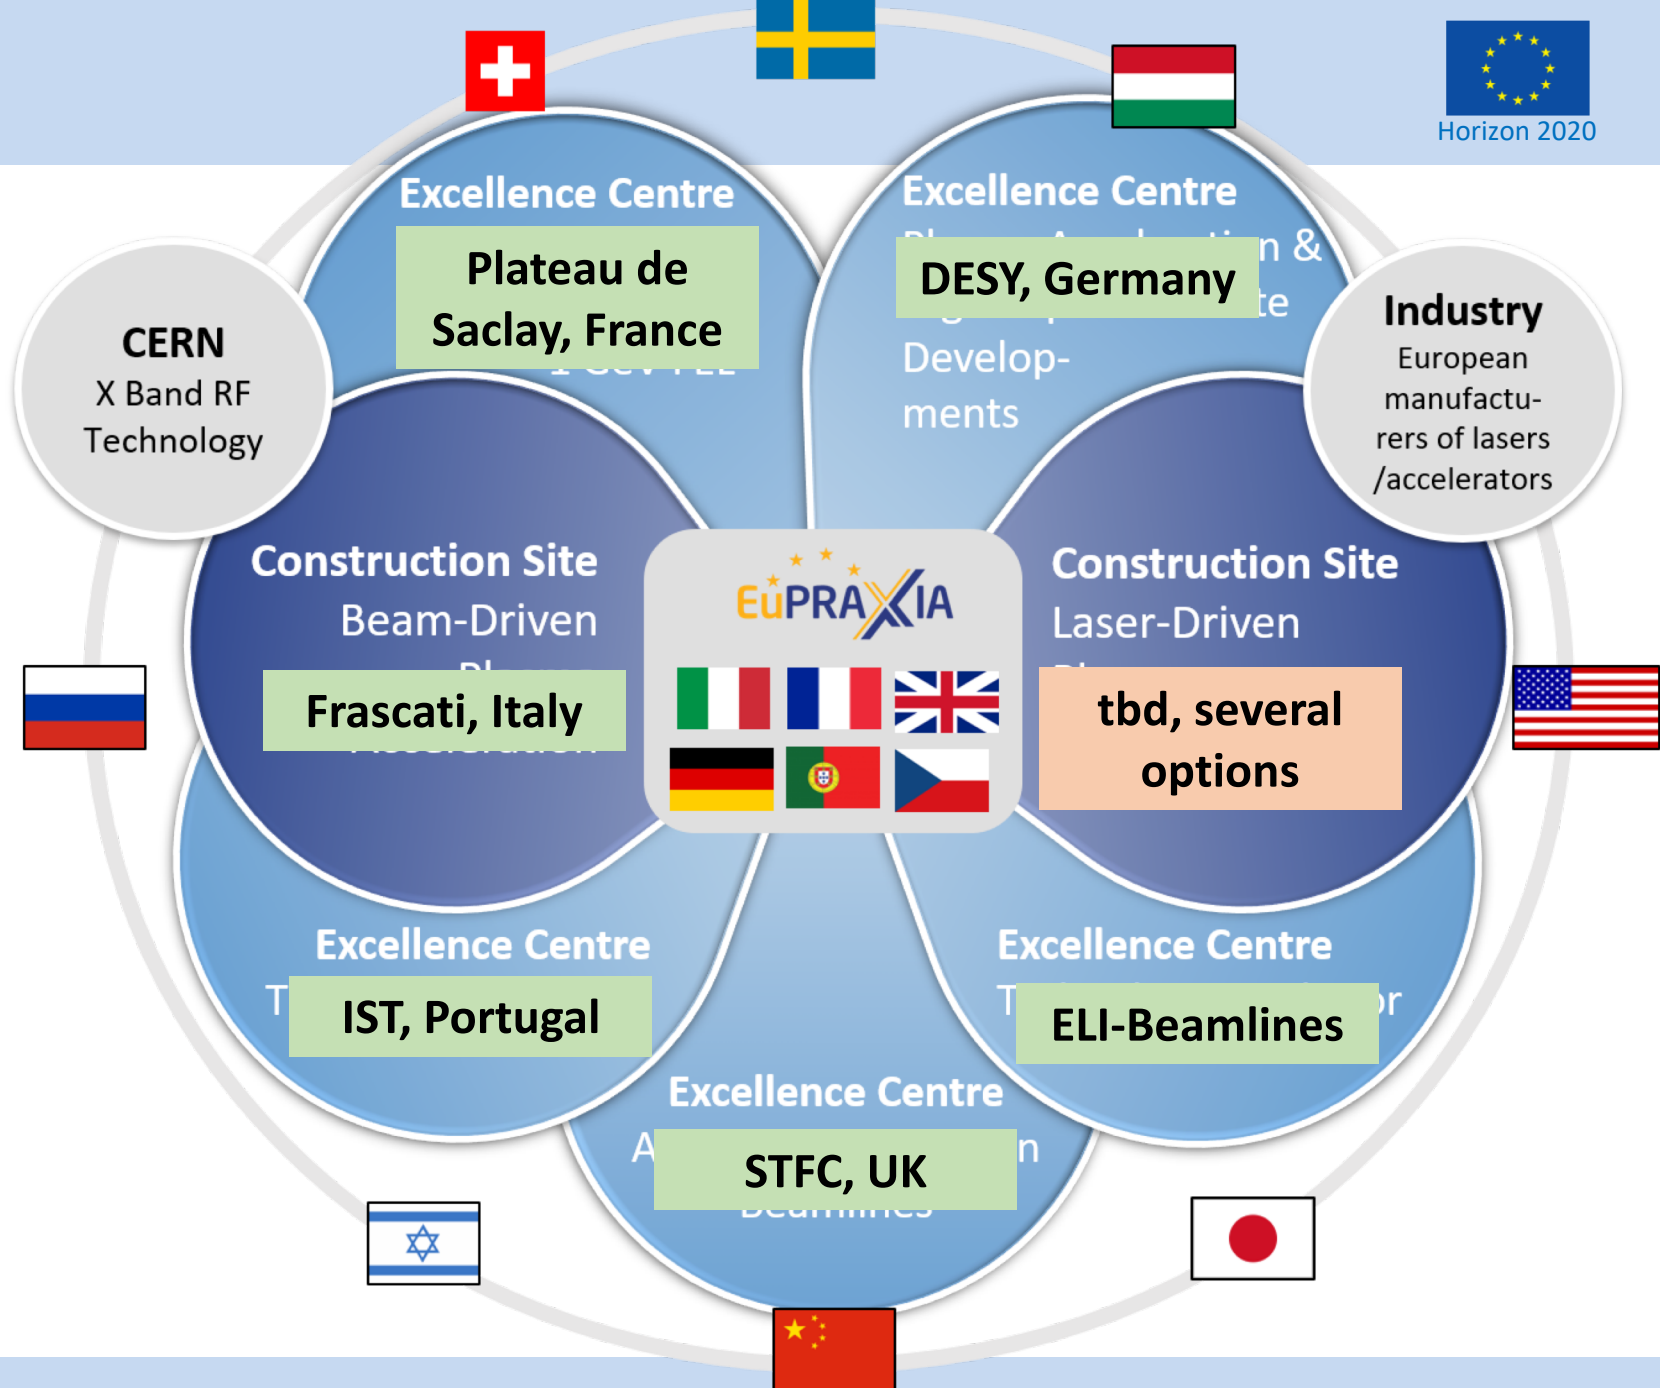 Horizon 2020
Excellence Centre
Plateau de
Saclay, France
Excellence Centre
n &
DESY, Germany
Develop-
ments
CERN
X Band RF
Technology
Industry
European
manufactu-
rers of lasers
/accelerators
Construction Site
Beam-Driven
Frascati, Italy
EuPRAXIA
Construction Site
Laser-Driven
tbd, several
options
Excellence Centre
IST, Portugal
Excellence Centre
ELI-Beamlines
Excellence Centre
STFC, UK